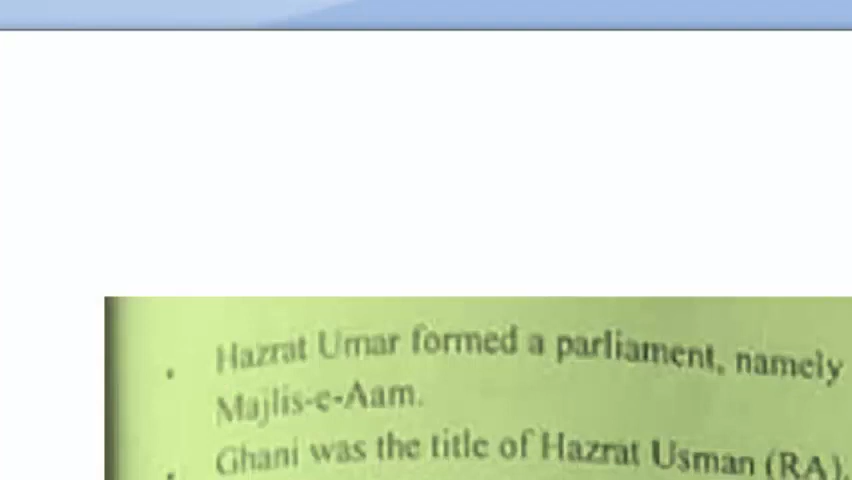 • Hazrat Umar formed a parliament, namely
Majlis-e-Aam.
• Ghani was the title of Hazrat Usman (RA).